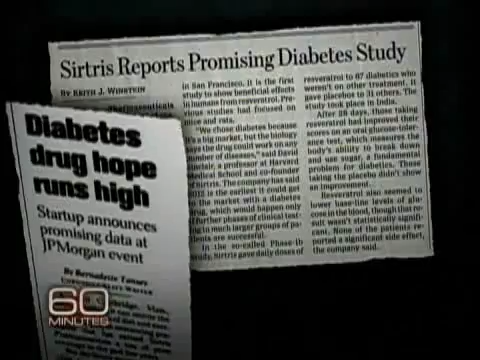 Sirtris Reports Promising Diabetes Study
BY KEITH J. WINSTEIN
in San Francisco. It is the first
study to show beneficial effects
in humans from resveratrol. Pre-
vious studies had focused on
mice and rats.
"We chose diabetes because
it's a big market, but the biology
the drug could work on any
number of diseases," said David
Sinclair, a professor at Harvard
Medical School and co-founder
of Sirtris. The company has said
2012 is the earliest it could get
to the market with a diabetes
drug, which would happen only
if further phases of clinical test-
ing in much larger groups of pa-
tients are successful.
In the so-called Phase-Ib
study, Sirtris gave daily doses of
resveratrol to 67 diabetics who
weren't on other treatment. It
gave placebos to 31 others. The
study took place in India.
After 28 days, those taking
resveratrol had improved their
scores on an oral glucose-toler-
ance test, which measures the
body's ability to break down
and use sugar, a fundamental
problem for diabetics. Those
taking the placebo didn't show
an improvement.
Resveratrol also seemed to
lower base-line levels of glu-
cose in the blood, though that re-
sult wasn't statistically signifi-
cant. None of the patients re-
ported a significant side effect,
the company said.
Diabetes
drug hope
runs high
Startup announces
promising data at
JPMorgan event
By Bernadette Tansey
60
MINUTES